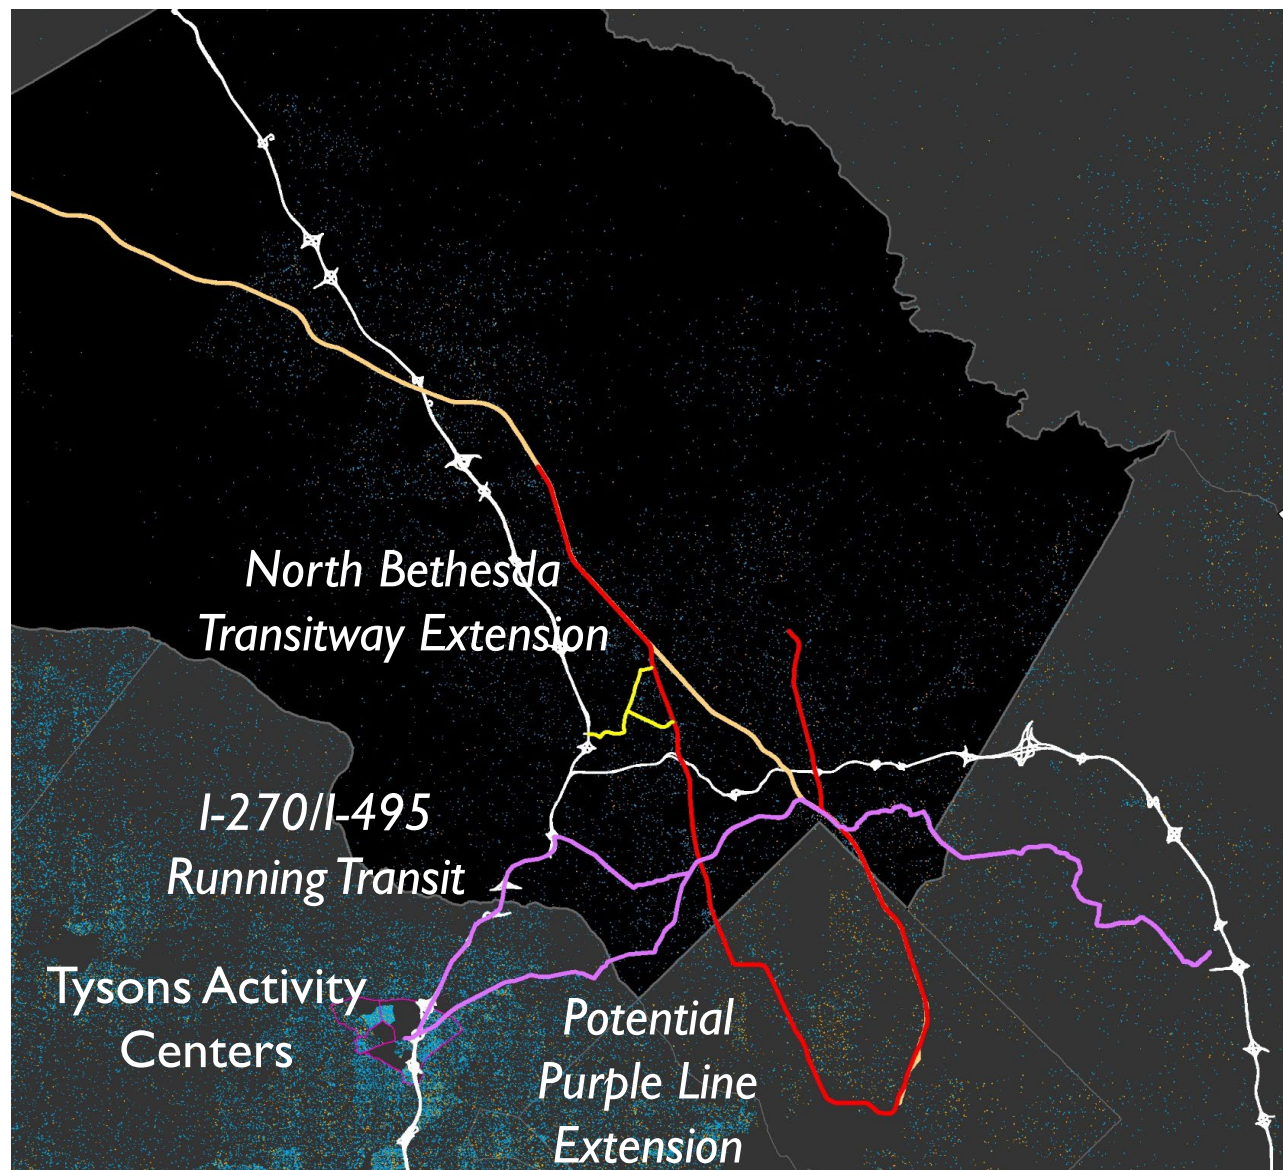 North Bethesda
Transitway Extension
I-270/I-495
Running Transit
Tysons Activity
Centers
Potential
Purple Line
Extension